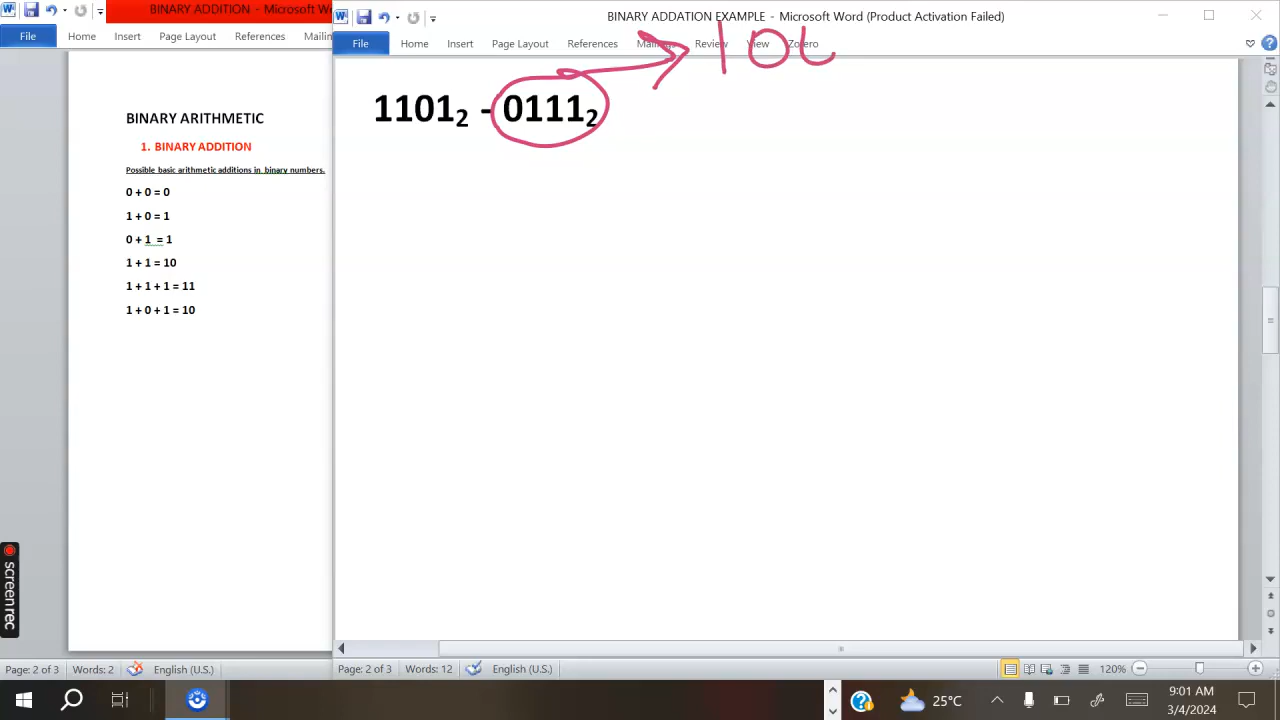 BINARY ADDITION - Microsoft Wo
BINARY ADDATION EXAMPLE - Microsoft Word (Product Activation Failed)
File Home Insert Page Layout References Mailin
File Home Insert Page Layout References Review View Zotero
100
1101₂ - 0111₂
BINARY ARITHMETIC
1. BINARY ADDITION
Possible basic arithmetic additions in binary numbers.
0 + 0 = 0
1 + 0 = 1
0 + 1 = 1
1 + 1 = 10
1 + 1 + 1 = 11
1 + 0 + 1 = 10
screen rec
Page: 2 of 3 Words: 2 English (U.S.)
Page: 2 of 3 Words: 12 English (U.S.) 120%
25°C
9:01 AM
3/4/2024